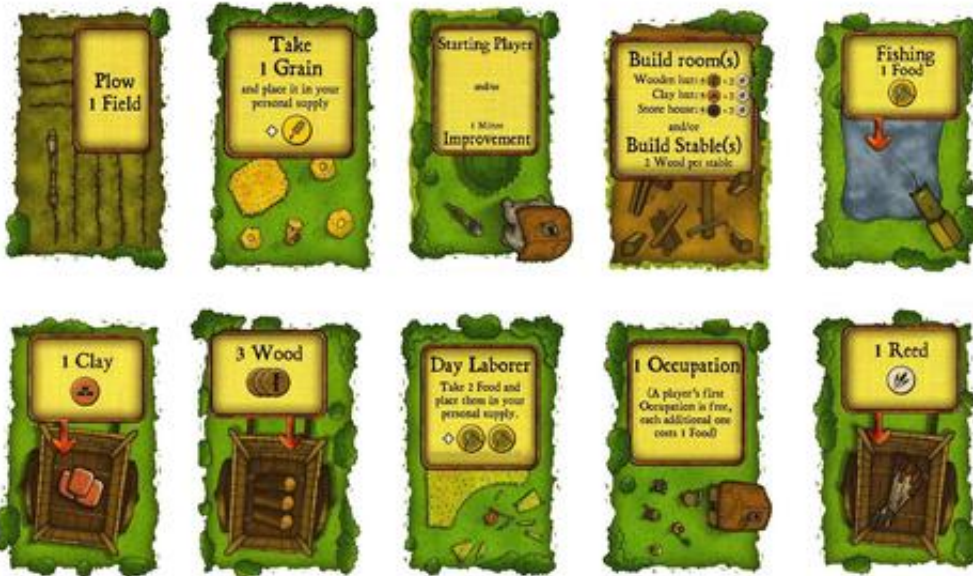 Plow
1 Field
Take
1 Grain
and place it in your
personal supply
Starting Player
and/or
1 Minor
Improvement
Build room(s)
Wooden hut:
Clay hut:
Stone house:
and/or
Build Stable(s)
2 Wood per stable
Fishing
1 Food
1 Clay
3 Wood
Day Laborer
Take 2 Food and
place them in your
personal supply.
1 Occupation
(A player's first
Occupation is free,
each additional one
costs 1 Food)
1 Reed